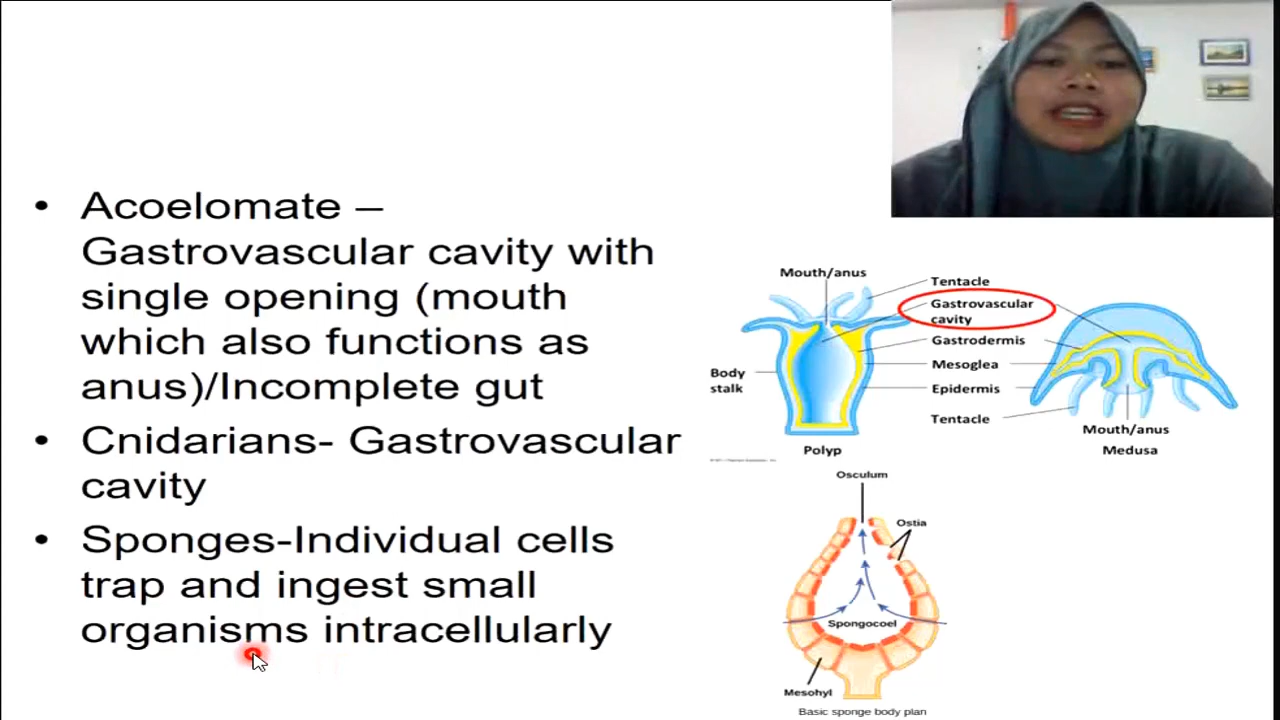 • Acoelomate –
Gastrovascular cavity with
single opening (mouth
which also functions as
anus)/Incomplete gut
• Cnidarians- Gastrovascular
cavity
• Sponges-Individual cells
trap and ingest small
organisms intracellularly
Mouth/anus
Tentacle
Gastrovascular
cavity
Gastrodermis
Mesoglea
Epidermis
Tentacle
Body
stalk
Polyp
Mouth/anus
Medusa
Osculum
Ostia
Spongocoel
Mesohyl
Basic sponge body plan